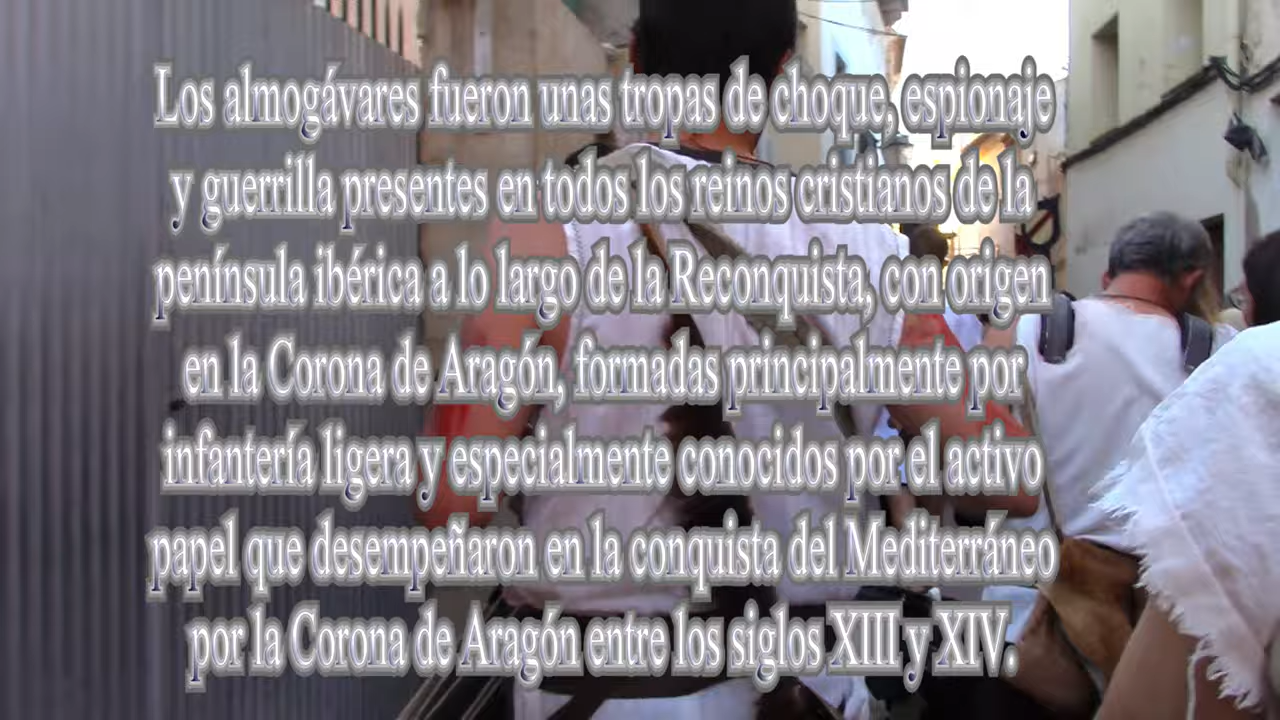 Los almogávares fueron unas tropas de choque, espionaje
y guerrilla presentes en todos los reinos cristianos de la
península ibérica a lo largo de la Reconquista, con origen
en la Corona de Aragón, formadas principalmente por
infantería ligera y especialmente conocidos por el activo
papel que desempeñaron en la conquista del Mediterráneo
por la Corona de Aragón entre los siglos XIII y XIV.